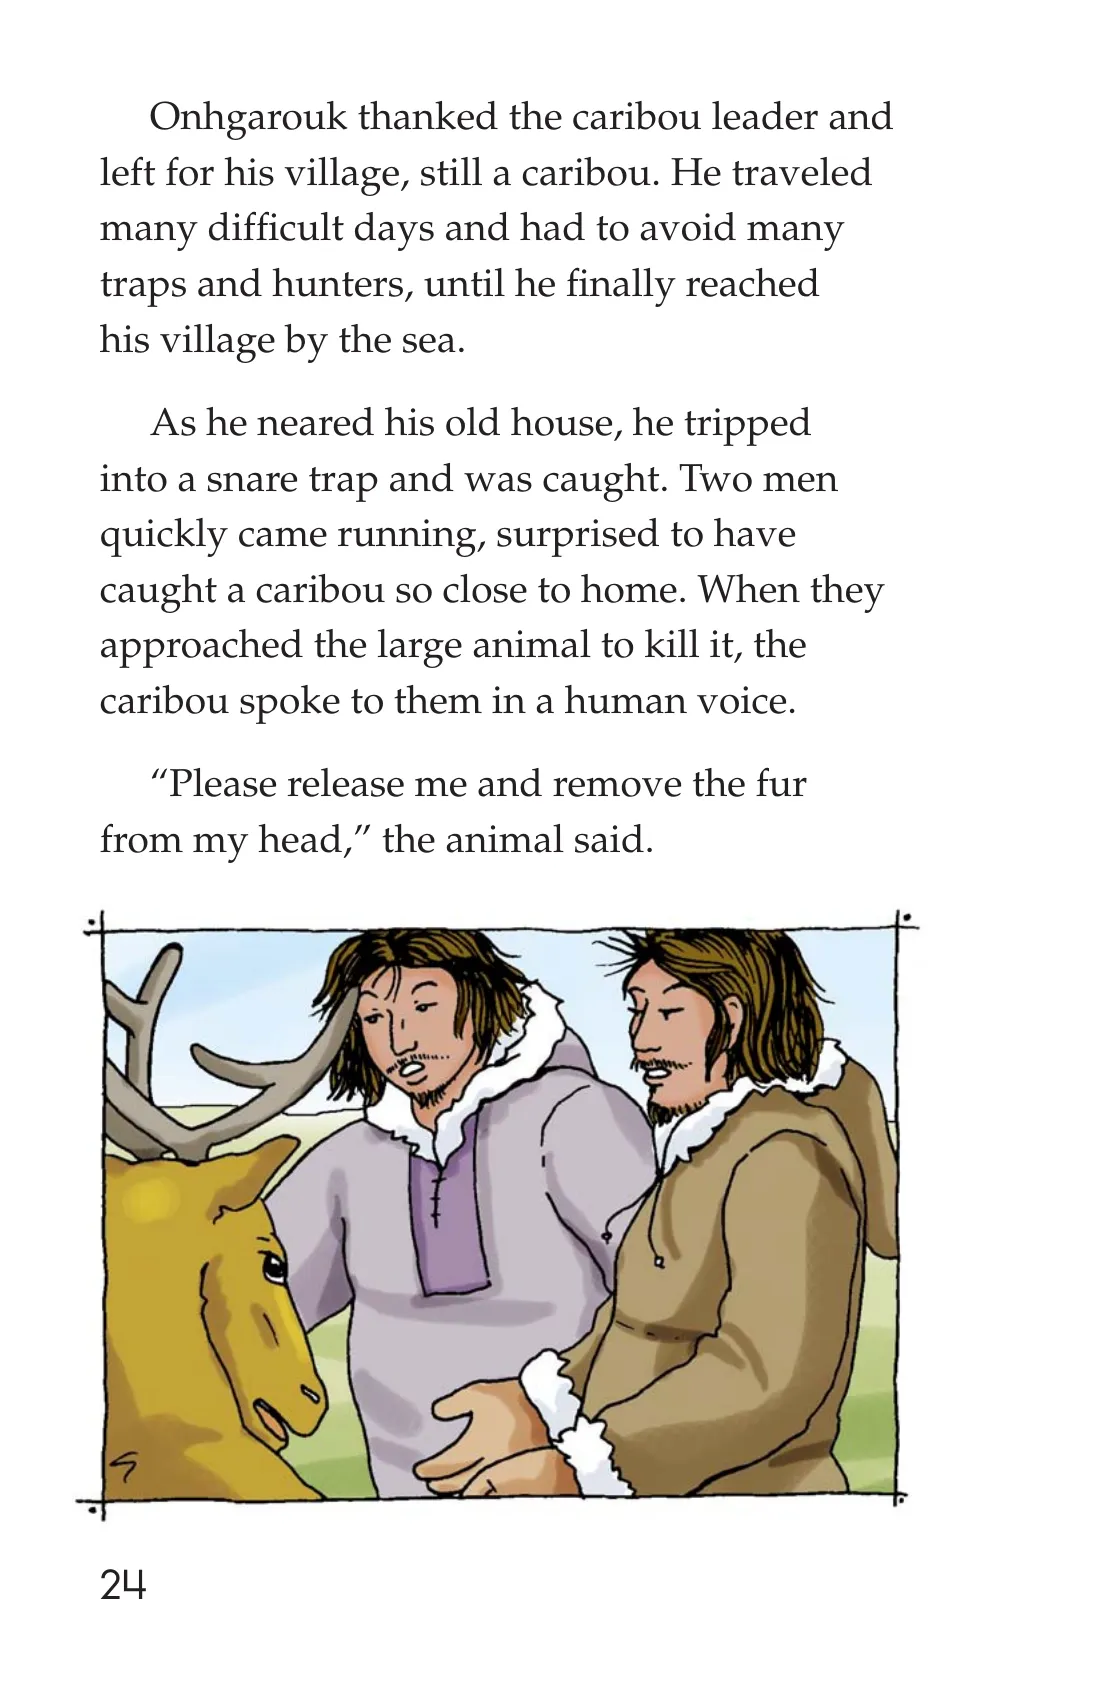 Onhgarouk thanked the caribou leader and
left for his village, still a caribou. He traveled
many difficult days and had to avoid many
traps and hunters, until he finally reached
his village by the sea.
As he neared his old house, he tripped
into a snare trap and was caught. Two men
quickly came running, surprised to have
caught a caribou so close to home. When they
approached the large animal to kill it, the
caribou spoke to them in a human voice.
“Please release me and remove the fur
from my head,” the animal said.
24